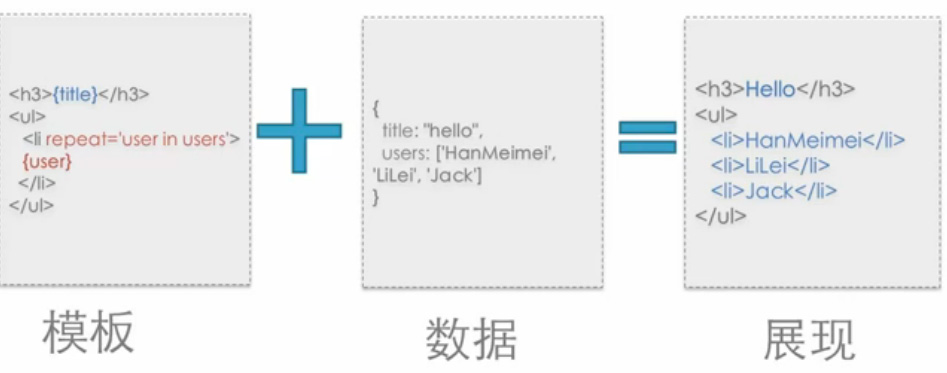 <h3>{title}</h3>
<ul>
<li repeat='user in users'>
{user}
</li>
</ul>
模板
+
{
title: "hello",
users: ['HanMeimei',
'LiLei', 'Jack']
}
数据
=
<h3>Hello</h3>
<ul>
<li>HanMeimei</li>
<li>LiLei</li>
<li>Jack</li>
</ul>
展现